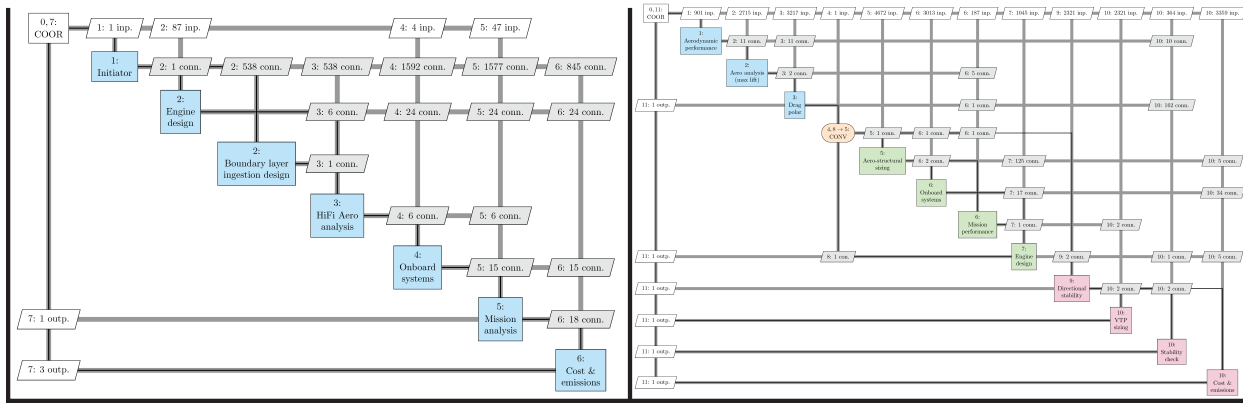 0, 7:
COOR
1: 1 inp.
2: 87 inp.
4: 4 inp.
5: 47 inp.
1:
Initiator
2: 1 conn.
2: 538 conn.
3: 538 conn.
4: 1592 conn.
5: 1577 conn.
6: 845 conn.
2:
Engine
design
3: 6 conn.
4: 24 conn.
5: 24 conn.
6: 24 conn.
2:
Boundary layer
ingestion design
3: 1 conn.
3:
HiFi Aero
analysis
4: 6 conn.
5: 6 conn.
4:
Onboard
systems
5: 15 conn.
6: 15 conn.
7: 1 outp.
5:
Mission
analysis
6: 18 conn.
7: 3 outp.
6:
Cost &
emissions
0, 11:
COOR
1: 901 inp.
2: 2715 inp.
3: 3217 inp.
4: 1 inp.
5: 4672 inp.
6: 3013 inp.
6: 187 inp.
7: 1045 inp.
9: 2321 inp.
10: 2321 inp.
10: 364 inp.
10: 3359 inp.
1:
Aerodynamic
performance
2: 11 conn.
3: 11 conn.
10: 10 conn.
2:
Aero analysis
(max lift)
3: 2 conn.
6: 5 conn.
11: 1 outp.
3:
Drag
polar
6: 1 conn.
10: 162 conn.
4, 8 → 5:
CONV
5: 1 conn.
6: 1 conn.
6: 1 conn.
5:
Aero-structural
sizing
6: 2 conn.
7: 125 conn.
10: 5 conn.
6:
Onboard
systems
7: 17 conn.
10: 34 conn.
6:
Mission
performance
7: 1 conn.
10: 2 conn.
11: 1 outp.
8: 1 con.
7:
Engine
design
9: 2 conn.
10: 1 conn.
10: 5 conn.
11: 1 outp.
9:
Directional
stability
10: 2 conn.
10: 2 conn.
11: 1 outp.
10:
VTP
sizing
11: 1 outp.
10:
Stability
check
11: 1 outp.
10:
Cost &
emissions